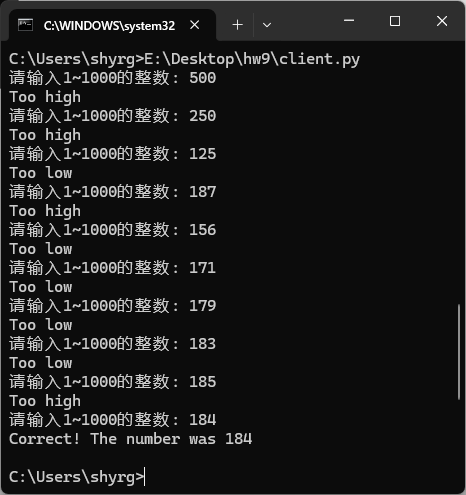 C:\WINDOWS\system32
C:\Users\shyrg>E:\Desktop\hw9\client.py
请输入1~1000的整数: 500
Too high
请输入1~1000的整数: 250
Too high
请输入1~1000的整数: 125
Too low
请输入1~1000的整数: 187
Too high
请输入1~1000的整数: 156
Too low
请输入1~1000的整数: 171
Too low
请输入1~1000的整数: 179
Too low
请输入1~1000的整数: 183
Too low
请输入1~1000的整数: 185
Too high
请输入1~1000的整数: 184
Correct! The number was 184
C:\Users\shyrg>